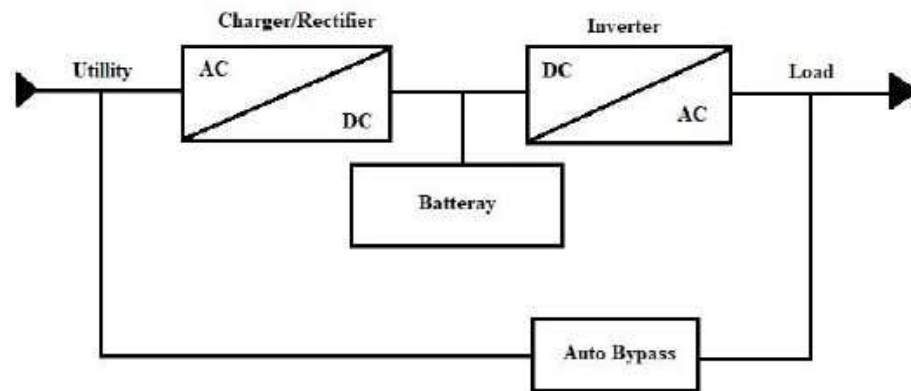 Charger/Rectifier
Inverter
Utillity
AC
DC
DC
AC
Load
Batteray
Auto Bypass